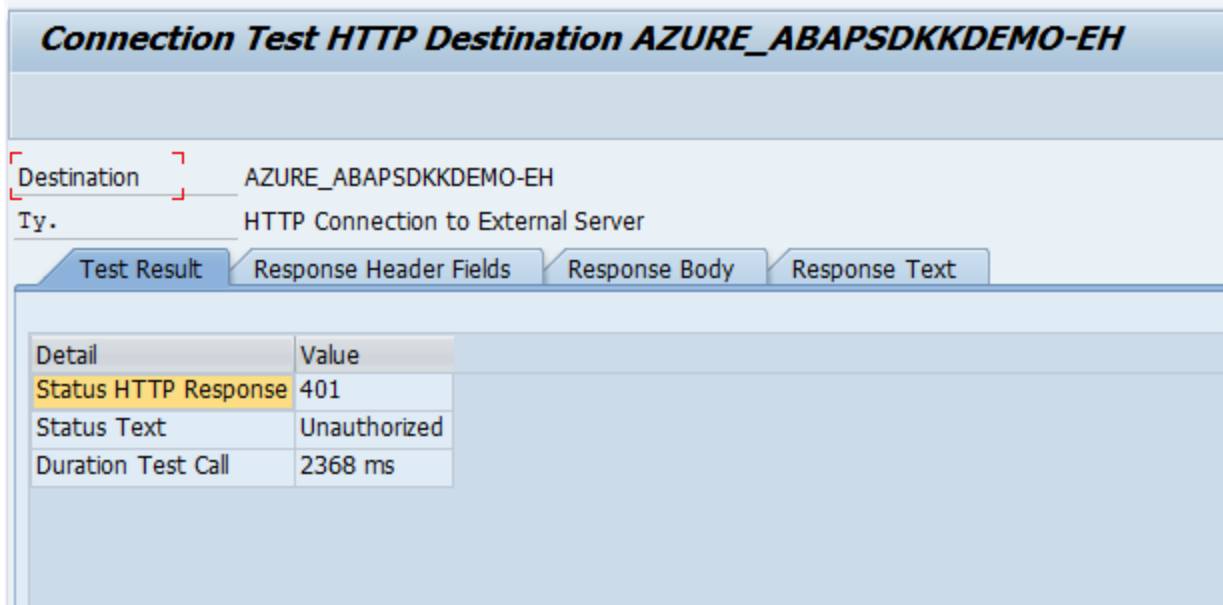 Connection Test HTTP Destination AZURE_ABAPSDKKDEMO-EH
Destination AZURE_ABAPSDKKDEMO-EH
Ty. HTTP Connection to External Server
Test Result Response Header Fields Response Body Response Text
Detail Value
Status HTTP Response 401
Status Text Unauthorized
Duration Test Call 2368 ms